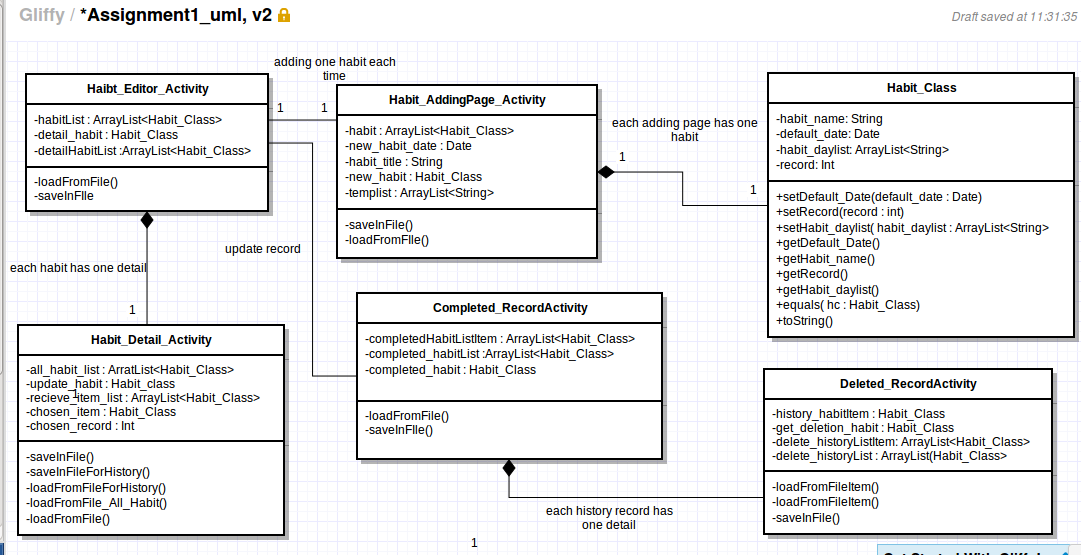 Gliffy / *Assignment1_uml, v2
Draft saved at 11:31:35
adding one habit each
time
Haibt_Editor_Activity
-habitList : ArrayList<Habit_Class>
-detail_habit : Habit_Class
-detailHabitList :ArrayList<Habit_Class>
-loadFromFile()
-saveInFIle
1
1
Habit_AddingPage_Activity
-habit : ArrayList<Habit_Class>
-new_habit_date : Date
-habit_title : String
-new_habit : Habit_Class
-templist : ArrayList<String>
-saveInFile()
-loadFromFIle()
each adding page has one
habit
1
1
Habit_Class
-habit_name: String
-default_date: Date
-habit_daylist: ArrayList<String>
-record: Int
+setDefault_Date(default_date : Date)
+setRecord(record : int)
+setHabit_daylist( habit_daylist : ArrayList<String>
+getDefault_Date()
+getHabit_name()
+getRecord()
+getHabit_daylist()
+equals( hc : Habit_Class)
+toString()
update record
each habit has one detail
1
Habit_Detail_Activity
-all_habit_list : ArratList<Habit_Class>
-update_habit : Habit_class
-recieve_item_list : ArrayList<Habit_Class>
1
-chosen_item : Habit_Class
-chosen_record : Int
-saveInFile()
-saveInFileForHistory()
-loadFromFileForHistory()
-loadFromFile_All_Habit()
-loadFromFile()
Completed_RecordActivity
-completedHabitListItem : ArrayList<Habit_Class>
-completed_habitList :ArrayList<Habit_Class>
-completed_habit : Habit_Class
-loadFromFile()
-saveInFIle()
Deleted_RecordActivity
-history_habitItem : Habit_Class
-get_deletion_habit : Habit_Class
-delete_historyListItem: ArrayList<Habit_Class>
-delete_historyList : ArrayList(Habit_Class>
-loadFromFileItem()
-loadFromFileItem()
-saveInFile()
each history record has
one detail
1